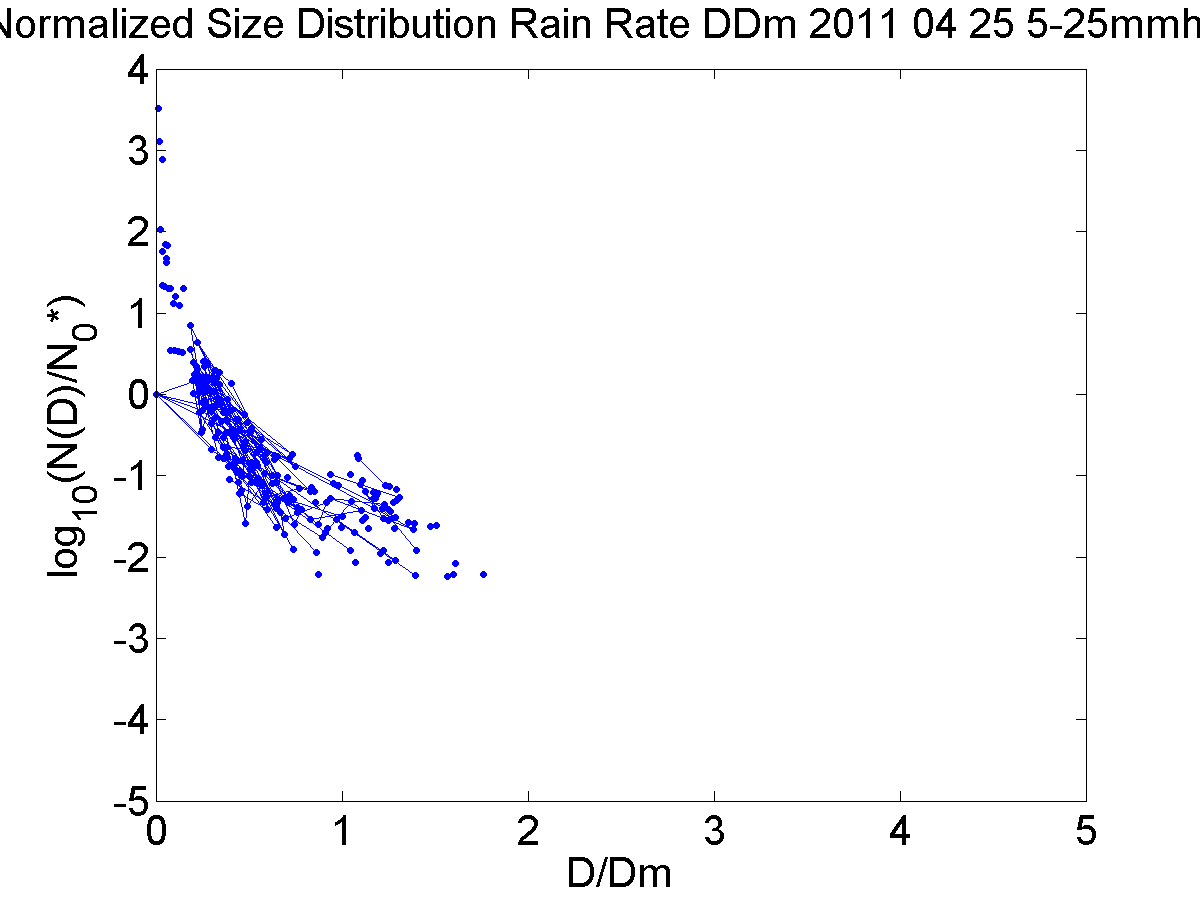 Normalized Size Distribution Rain Rate DDm 2011 04 25 5-25mmh
4
3
2
1
0
-1
-2
-3
-4
-5
log10(N(D)/N0*)
0 1 2 3 4 5
D/Dm